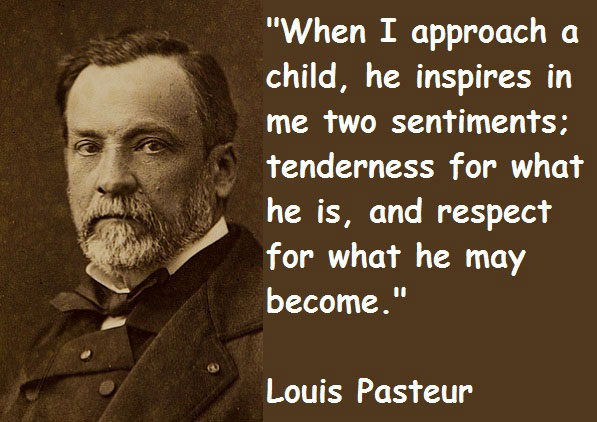 "When I approach a
child, he inspires in
me two sentiments;
tenderness for what
he is, and respect
for what he may
become."
Louis Pasteur